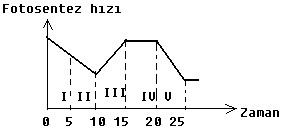 Fotosentez hızı
I II III IV V
0 5 10 15 20 25 Zaman